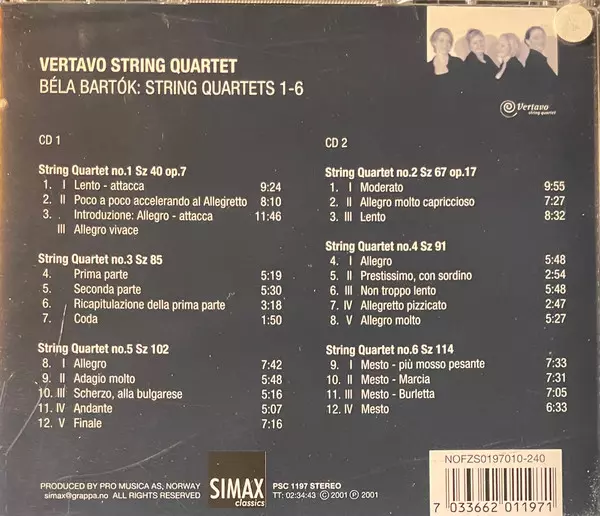 VERTAVO STRING QUARTET
BÉLA BARTÓK: STRING QUARTETS 1-6
Vertavo
string quartet
CD 1
String Quartet no.1 Sz 40 op.7
1. I Lento - attacca 9:24
2. II Poco a poco accelerando al Allegretto 8:10
3. Introduzione: Allegro - attacca 11:46
III Allegro vivace
String Quartet no.3 Sz 85
4. Prima parte 5:19
5. Seconda parte 5:30
6. Ricapitulazione della prima parte 3:18
7. Coda 1:50
String Quartet no.5 Sz 102
8. I Allegro 7:42
9. II Adagio molto 5:48
10. III Scherzo, alla bulgarese 5:16
11. IV Andante 5:07
12. V Finale 7:16
CD 2
String Quartet no.2 Sz 67 op.17
1. I Moderato 9:55
2. II Allegro molto capriccioso 7:27
3. III Lento 8:32
String Quartet no.4 Sz 91
4. I Allegro 5:48
5. II Prestissimo, con sordino 2:54
6. III Non troppo lento 5:48
7. IV Allegretto pizzicato 2:47
8. V Allegro molto 5:27
String Quartet no.6 Sz 114
9. I Mesto - più mosso pesante 7:33
10. II Mesto - Marcia 7:31
11. III Mesto - Burletta 7:05
12. IV Mesto 6:33
PRODUCED BY PRO MUSICA AS, NORWAY
simax@grappa.no ALL RIGHTS RESERVED
SIMAX
classics
PSC 1197 STEREO
TT: 02:34:43 Ⓒ 2001 Ⓟ 2001
NOFZS0197010-240
7 033662 011971